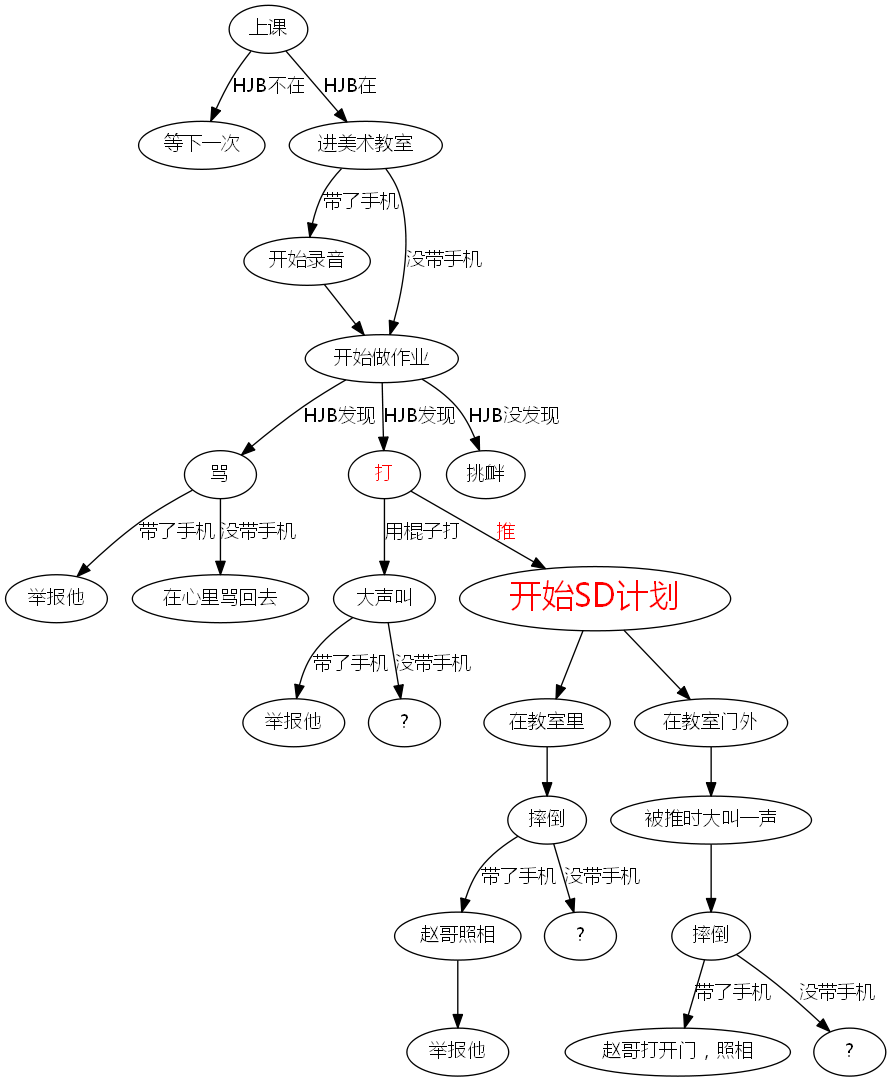 上课
HJB不在
HJB在
等下一次
进美术教室
带了手机
开始录音
没带手机
开始做作业
HJB发现
HJB发现
HJB没发现
骂
打
挑衅
带了手机
没带手机
用棍子打
推
举报他
在心里骂回去
大声叫
开始SD计划
带了手机
没带手机
举报他
?
在教室里
在教室门外
摔倒
被推时大叫一声
带了手机
没带手机
赵哥照相
?
摔倒
带了手机
没带手机
举报他
赵哥打开门，照相
?